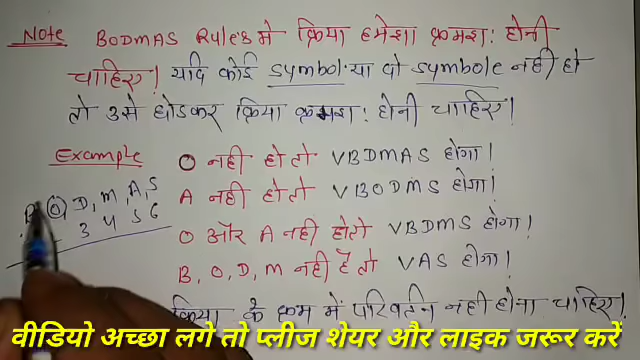 Note BODMAS Rule's मे क्रिया हमेशा क्रमश: होनी
चाहिए। यदि कोई symbol या दो symbole नही हो
तो उसे छोडकर क्रिया क्रमश: होनी चाहिए।
Example
O नही हो तो VBDMAS होगा।
A नही हो तो VBODMS होगा।
O और A नही हो तो VBDMS होगा।
B, O, D, M नही है तो VAS होगा।
B O D, M, A, S
3 4 5 6
क्रिया के क्रम में परिवर्तन नही होना चाहिए।
वीडियो अच्छा लगे तो प्लीज शेयर और लाइक जरूर करें